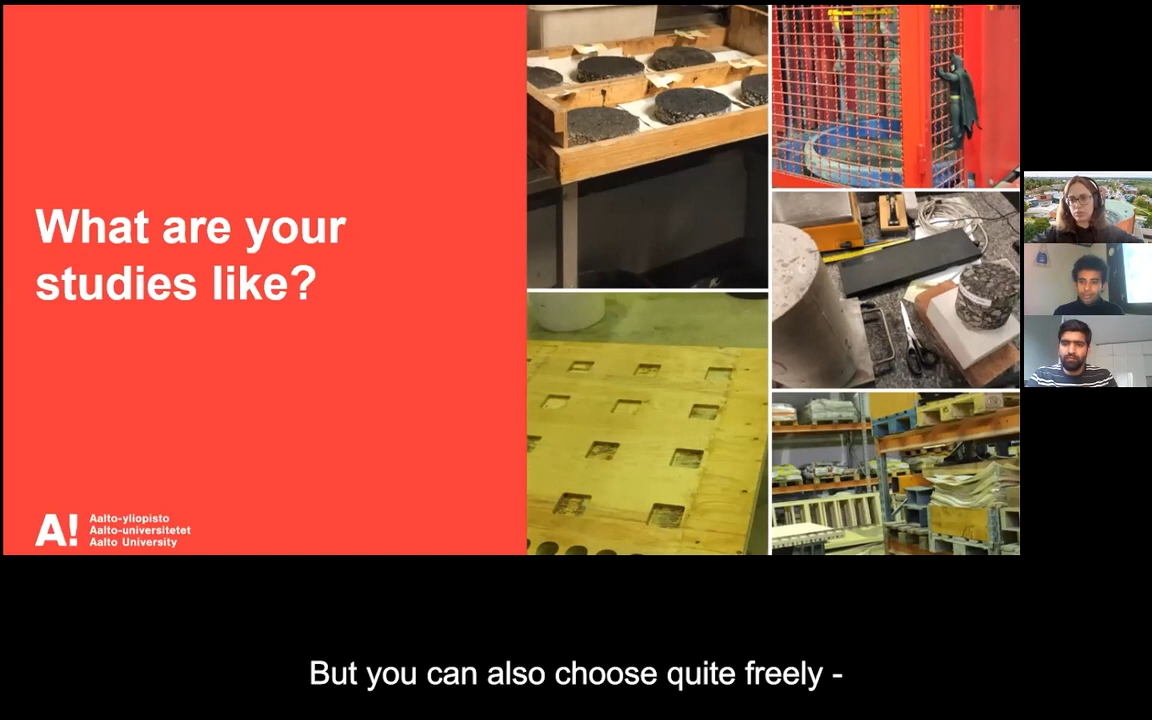 What are your
studies like?
A!
Aalto-yliopisto
Aalto-universitetet
Aalto University
But you can also choose quite freely -